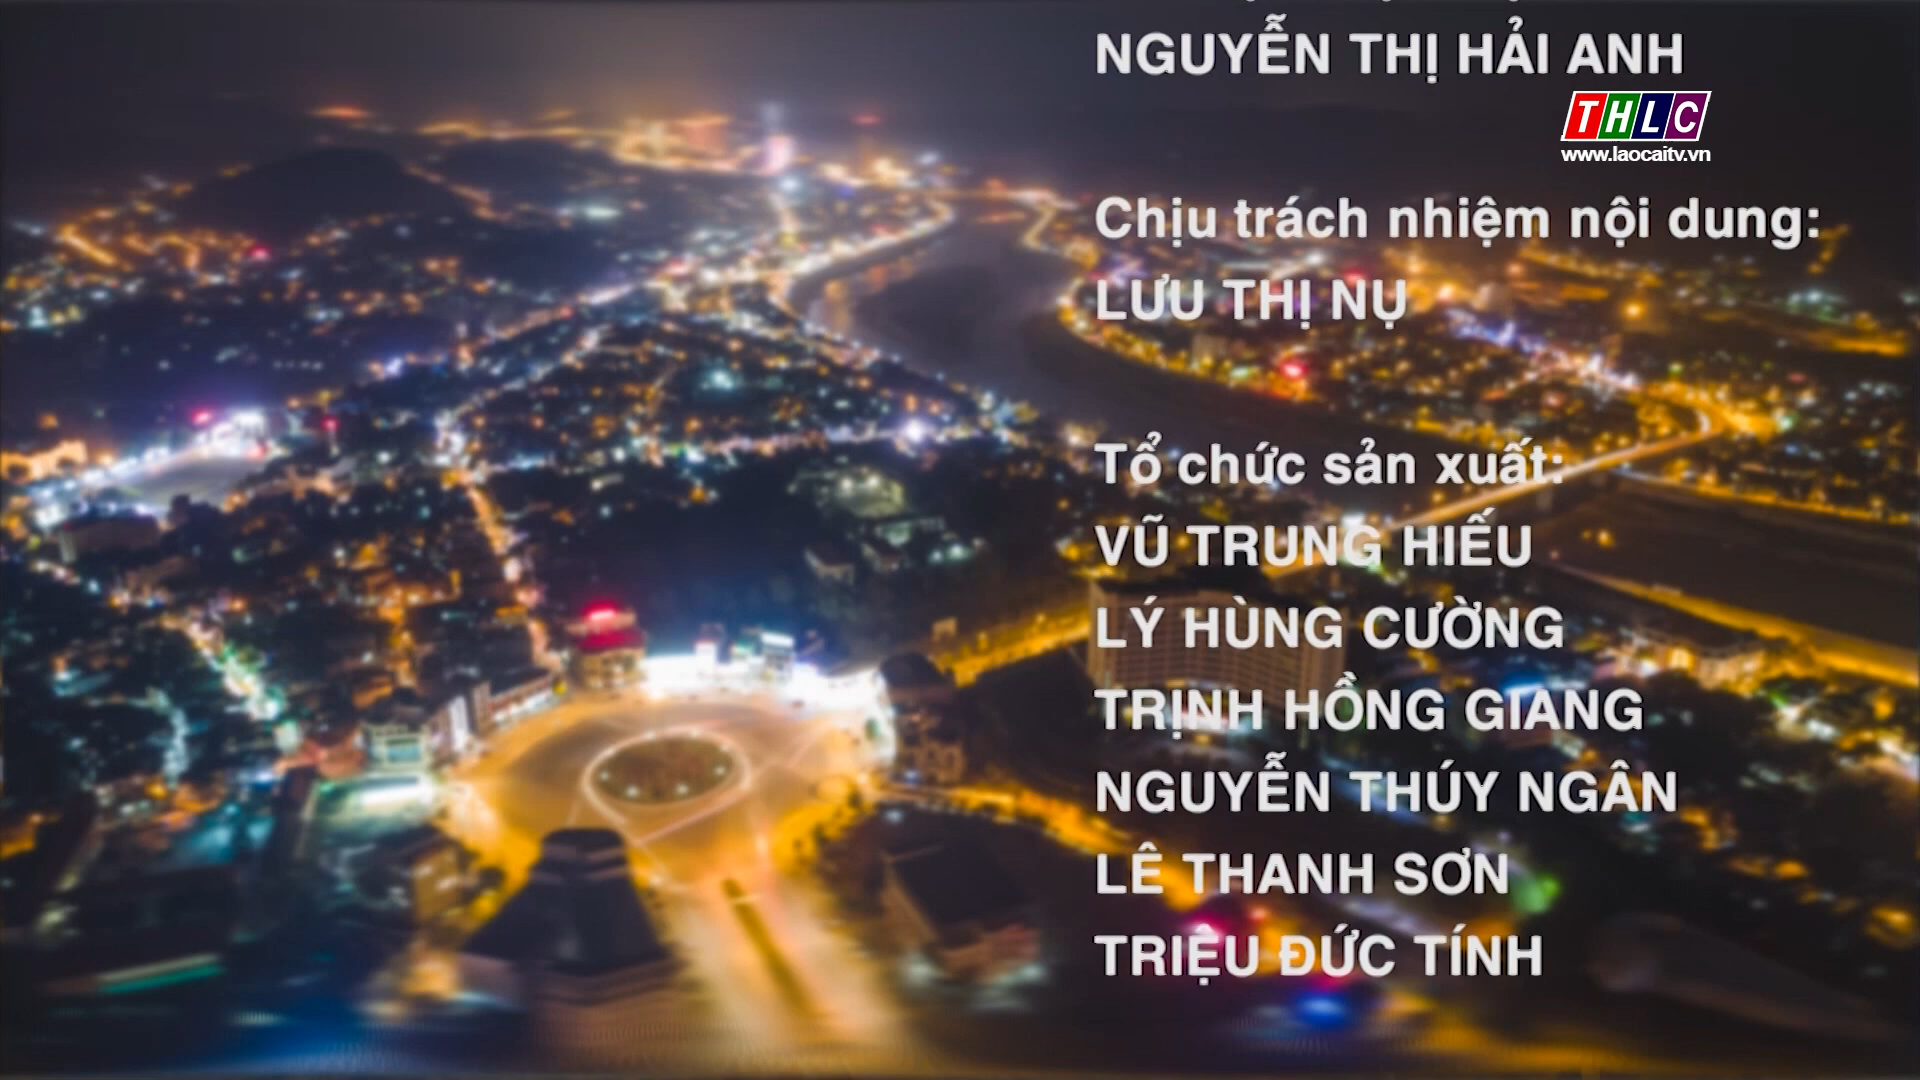 NGUYỄN THỊ HẢI ANH
THLC
www.laocaitv.vn
Chịu trách nhiệm nội dung:
LƯU THỊ NỤ
Tổ chức sản xuất:
VŨ TRUNG HIẾU
LÝ HÙNG CƯỜNG
TRỊNH HỒNG GIANG
NGUYỄN THÚY NGÂN
LÊ THANH SƠN
TRIỆU ĐỨC TÍNH